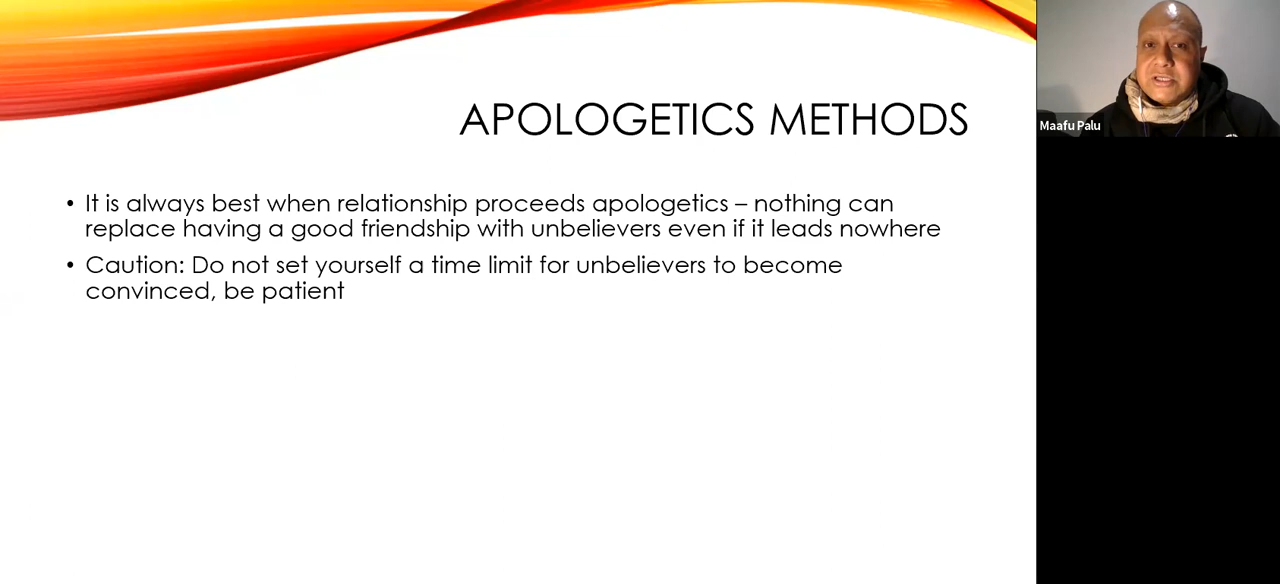 APOLOGETICS METHODS
• It is always best when relationship proceeds apologetics – nothing can
replace having a good friendship with unbelievers even if it leads nowhere
• Caution: Do not set yourself a time limit for unbelievers to become
convinced, be patient
Maafu Palu